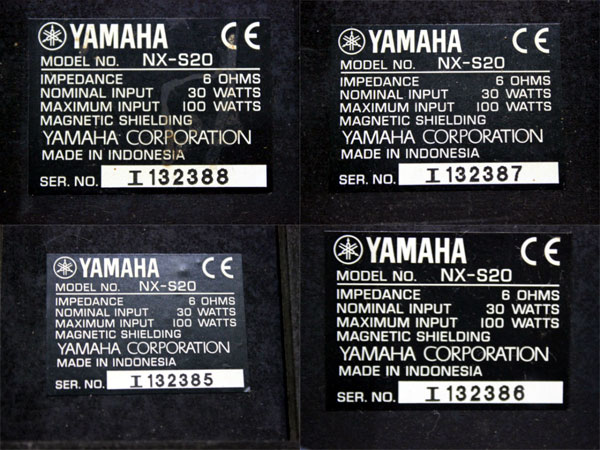 YAMAHA CE
MODEL NO. NX-S20
IMPEDANCE 6 OHMS
NOMINAL INPUT 30 WATTS
MAXIMUM INPUT 100 WATTS
MAGNETIC SHIELDING
YAMAHA CORPORATION
MADE IN INDONESIA
SER. NO. I 132388
YAMAHA CE
MODEL NO. NX-S20
IMPEDANCE 6 OHMS
NOMINAL INPUT 30 WATTS
MAXIMUM INPUT 100 WATTS
MAGNETIC SHIELDING
YAMAHA CORPORATION
MADE IN INDONESIA
SER. NO. I 132387
YAMAHA CE
MODEL NO. NX-S20
IMPEDANCE 6 OHMS
NOMINAL INPUT 30 WATTS
MAXIMUM INPUT 100 WATTS
MAGNETIC SHIELDING
YAMAHA CORPORATION
MADE IN INDONESIA
SER. NO. I 132385
YAMAHA CE
MODEL NO. NX-S20
IMPEDANCE 6 OHMS
NOMINAL INPUT 30 WATTS
MAXIMUM INPUT 100 WATTS
MAGNETIC SHIELDING
YAMAHA CORPORATION
MADE IN INDONESIA
SER. NO. I 132386